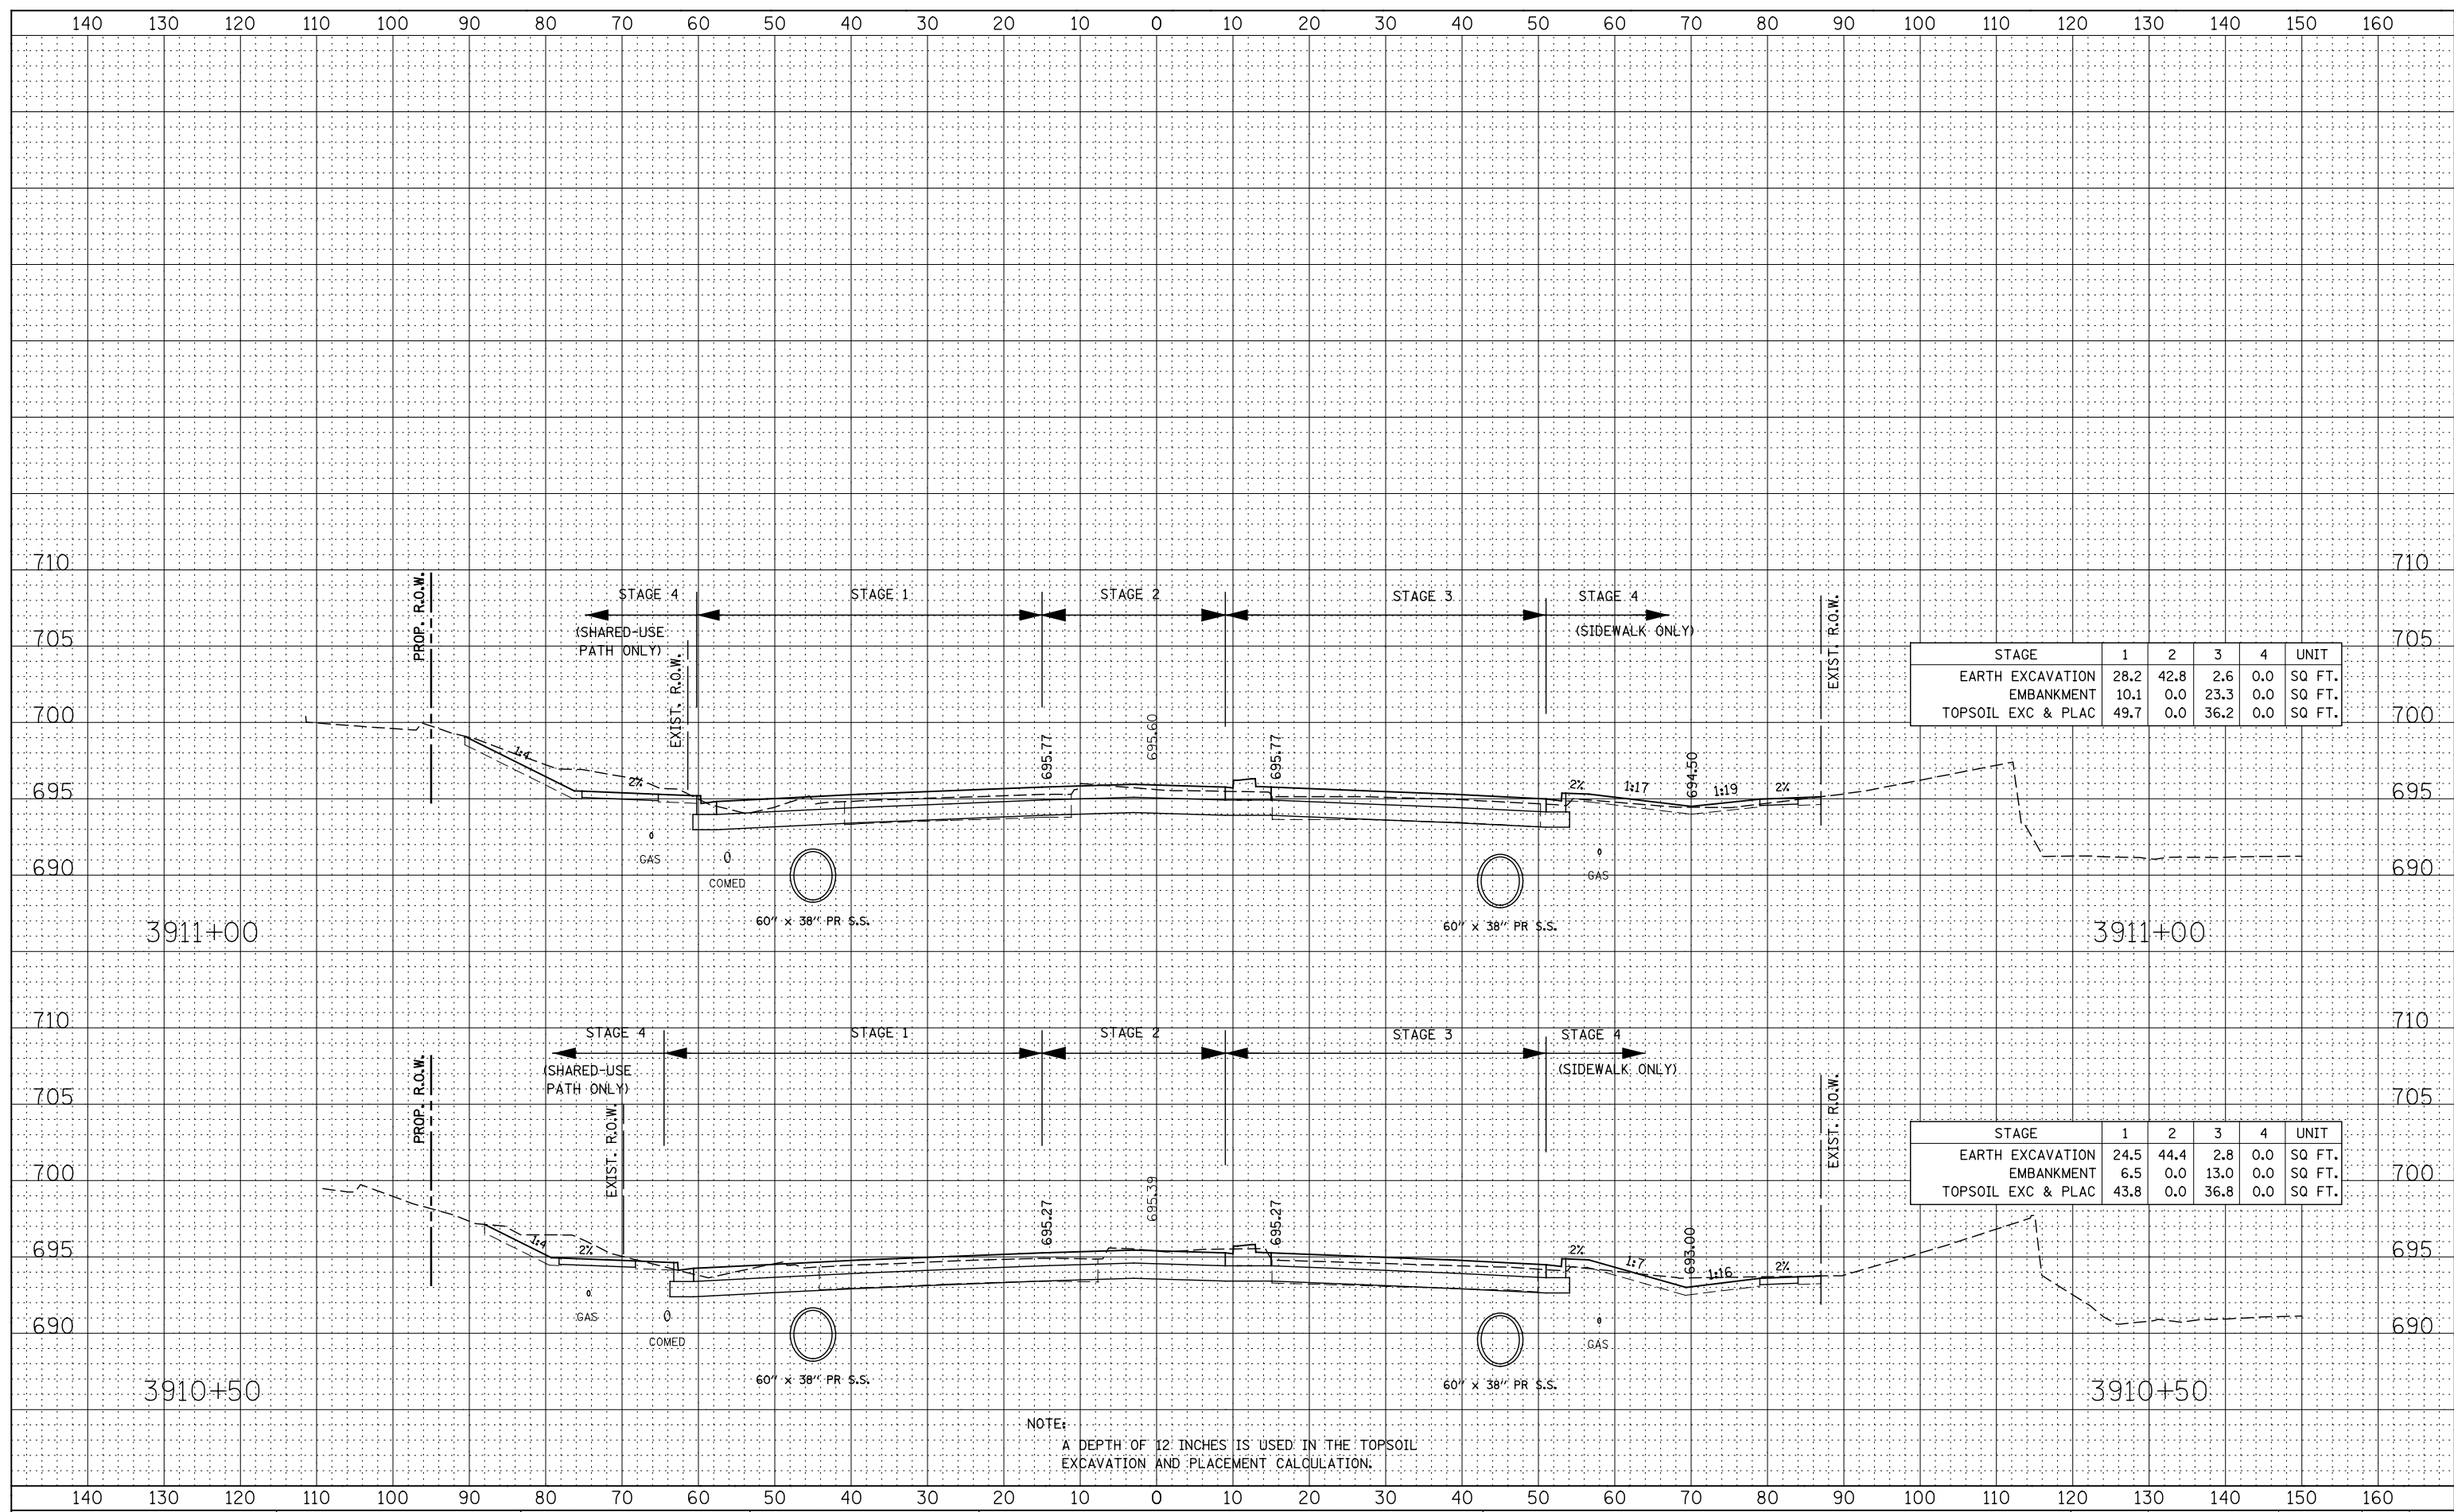 140 130 120 110 100 90 80 70 60 50 40 30 20 10 0 10 20 30 40 50 60 70 80 90 100 110 120 130 140 150 160
710 710
PROP. R.O.W.
STAGE 4 STAGE 1 STAGE 2 STAGE 3 STAGE 4
(SHARED-USE
PATH ONLY)
(SIDEWALK ONLY)
EXIST. R.O.W.
EXIST. R.O.W.
705 705
STAGE 1 2 3 4 UNIT
EARTH EXCAVATION 28.2 42.8 2.6 0.0 SQ FT.
EMBANKMENT 10.1 0.0 23.3 0.0 SQ FT.
TOPSOIL EXC & PLAC 49.7 0.0 36.2 0.0 SQ FT.
700 700
695.77 695.60 695.77 694.50
1:4 2% 2% 1:17 1:19 2%
695 695
GAS COMED GAS
690 690
60" x 38" PR S.S. 60" x 38" PR S.S.
3911+00 3911+00
710 710
PROP. R.O.W.
STAGE 4 STAGE 1 STAGE 2 STAGE 3 STAGE 4
(SHARED-USE
PATH ONLY)
(SIDEWALK ONLY)
EXIST. R.O.W.
EXIST. R.O.W.
705 705
STAGE 1 2 3 4 UNIT
EARTH EXCAVATION 24.5 44.4 2.8 0.0 SQ FT.
EMBANKMENT 6.5 0.0 13.0 0.0 SQ FT.
TOPSOIL EXC & PLAC 43.8 0.0 36.8 0.0 SQ FT.
700 700
695.27 695.39 695.27 693.00
1:4 2% 2% 1:7 1:16 2%
695 695
GAS COMED GAS
690 690
60" x 38" PR S.S. 60" x 38" PR S.S.
3910+50 3910+50
NOTE:
A DEPTH OF 12 INCHES IS USED IN THE TOPSOIL
EXCAVATION AND PLACEMENT CALCULATION.
140 130 120 110 100 90 80 70 60 50 40 30 20 10 0 10 20 30 40 50 60 70 80 90 100 110 120 130 140 150 160